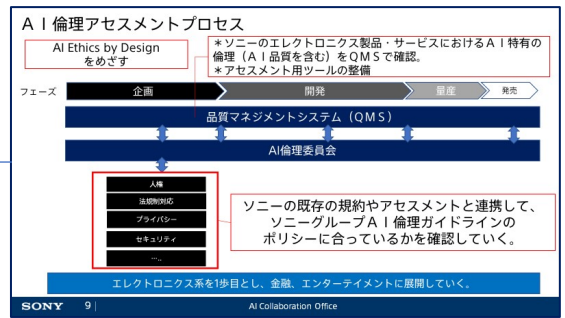 ＡＩ倫理アセスメントプロセス
AI Ethics by Design
をめざす
＊ソニーのエレクトロニクス製品・サービスにおけるＡＩ特有の
倫理（ＡＩ品質を含む）をＱＭＳで確認。
＊アセスメント用ツールの整備
フェーズ 企画 開発 量産 発売
品質マネジメントシステム（QMS）
AI倫理委員会
人権
法規制対応
プライバシー
セキュリティ
….
ソニーの既存の規約やアセスメントと連携して、
ソニーグループＡＩ倫理ガイドラインの
ポリシーに合っているかを確認していく。
エレクトロニクス系を1歩目とし、金融、エンターテイメントに展開していく。
SONY 9 | AI Collaboration Office